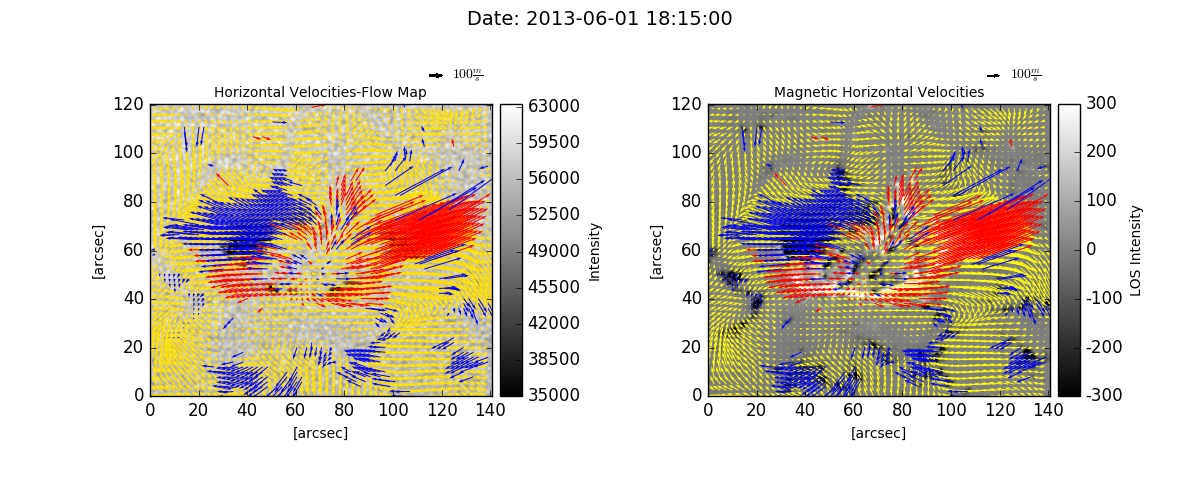 Date: 2013-06-01 18:15:00
100 m/s
100 m/s
Horizontal Velocities-Flow Map
Magnetic Horizontal Velocities
120
100
80
60
40
20
0
[arcsec]
0 20 40 60 80 100 120 140
[arcsec]
63000
59500
56000
52500
49000
45500
42000
38500
35000
Intensity
120
100
80
60
40
20
0
[arcsec]
0 20 40 60 80 100 120 140
[arcsec]
300
200
100
0
-100
-200
-300
LOS Intensity